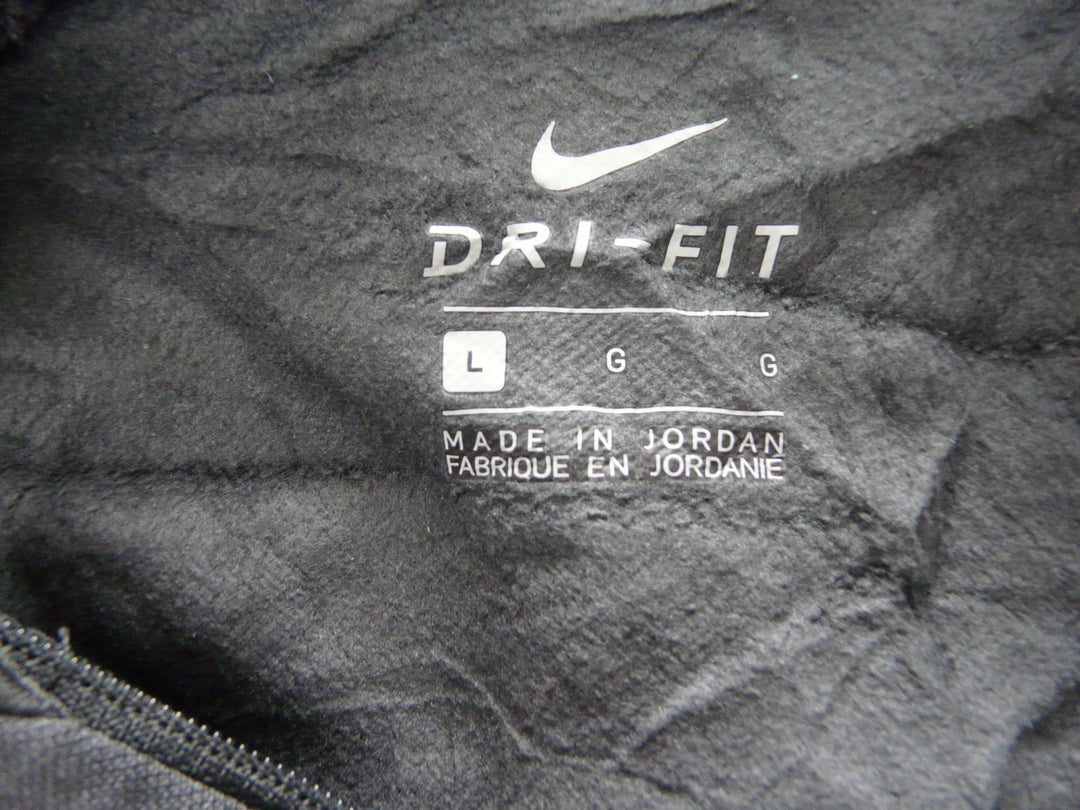 DRI-FIT
L G G
MADE IN JORDAN
FABRIQUE EN JORDANIE